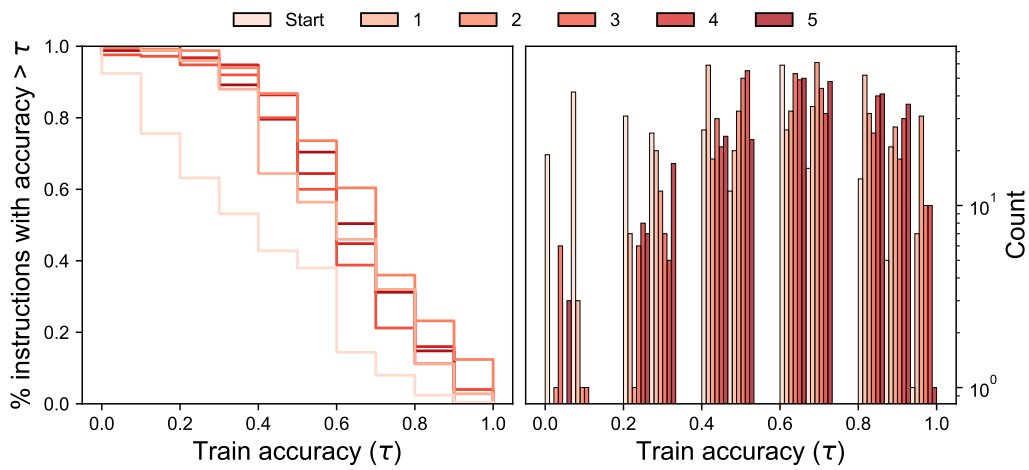 Start 1 2 3 4 5
% instructions with accuracy > τ
1.0
0.8
0.6
0.4
0.2
0.0
0.0 0.2 0.4 0.6 0.8 1.0
Train accuracy (τ)
10¹
10⁰
Count
0.0 0.2 0.4 0.6 0.8 1.0
Train accuracy (τ)